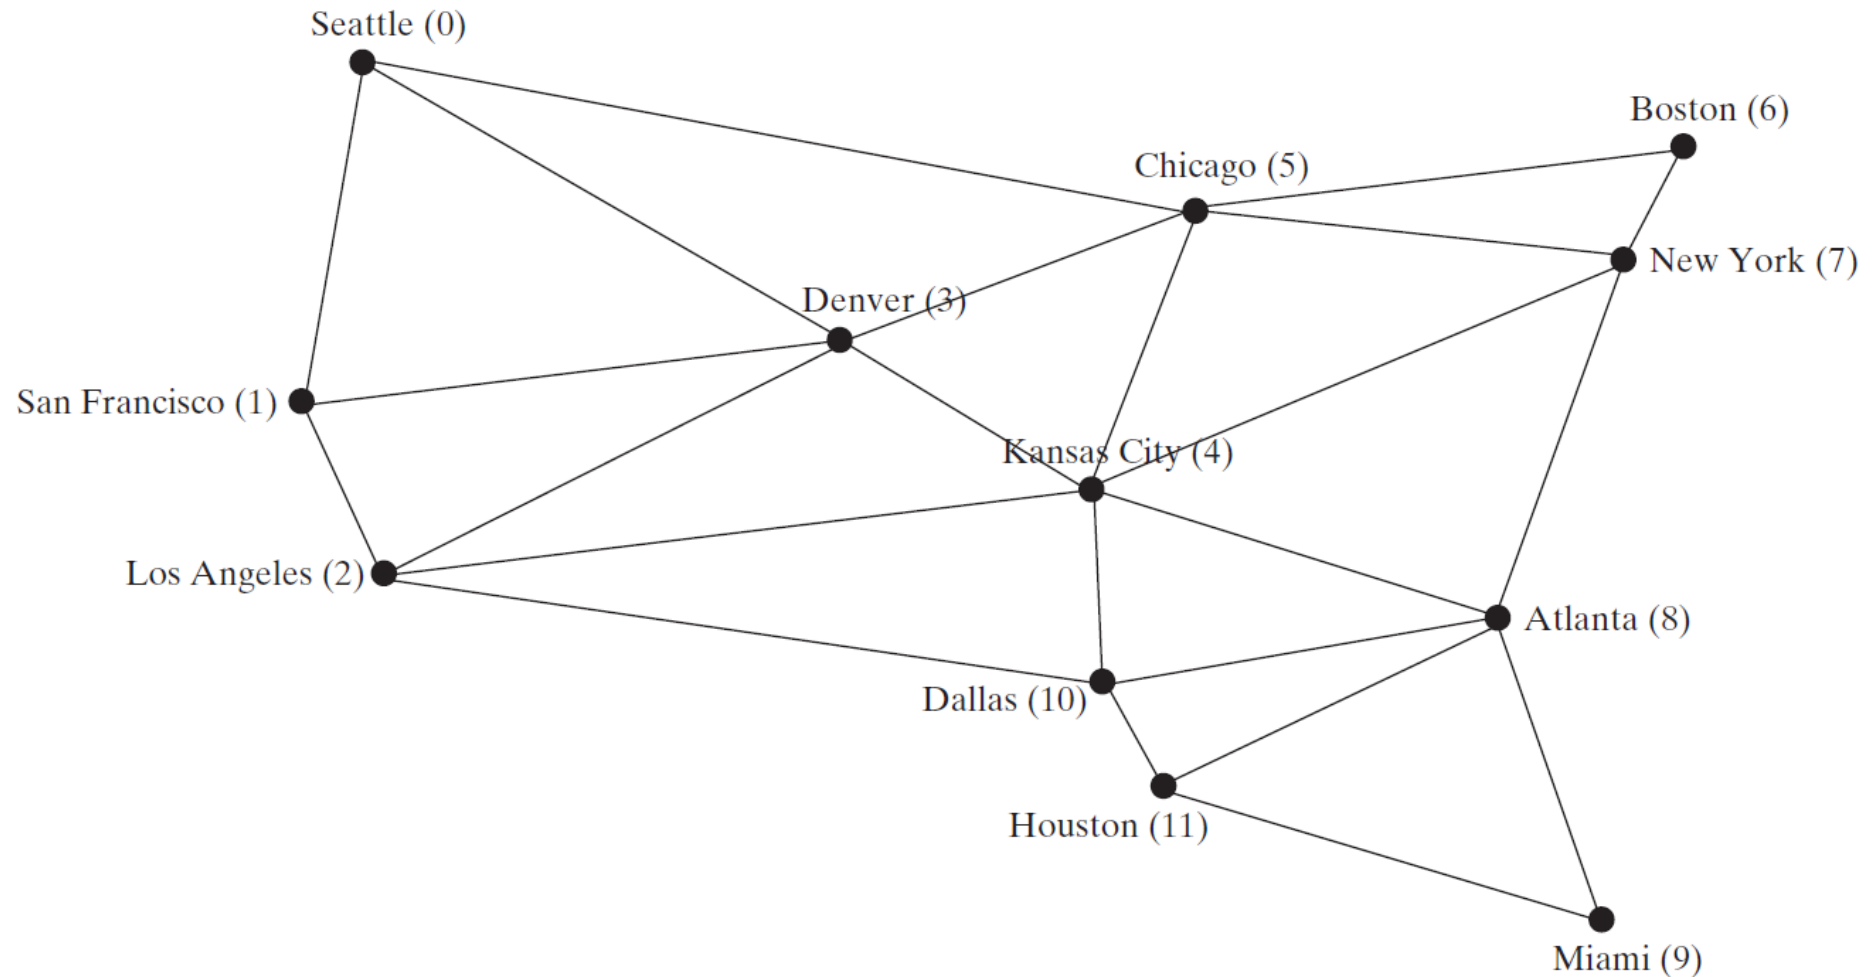 Seattle (0)
Boston (6)
Chicago (5)
New York (7)
Denver (3)
San Francisco (1)
Kansas City (4)
Los Angeles (2)
Atlanta (8)
Dallas (10)
Houston (11)
Miami (9)